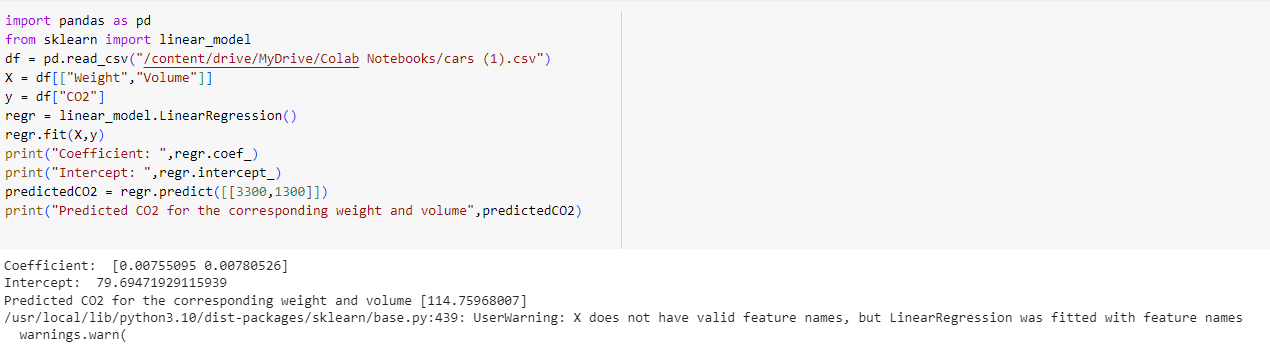 import pandas as pd
from sklearn import linear_model
df = pd.read_csv("/content/drive/MyDrive/Colab Notebooks/cars (1).csv")
X = df[["Weight","Volume"]]
y = df["CO2"]
regr = linear_model.LinearRegression()
regr.fit(X,y)
print("Coefficient: ",regr.coef_)
print("Intercept: ",regr.intercept_)
predictedCO2 = regr.predict([[3300,1300]])
print("Predicted CO2 for the corresponding weight and volume",predictedCO2)
Coefficient:  [0.00755095 0.00780526]
Intercept:  79.69471929115939
Predicted CO2 for the corresponding weight and volume [114.75968007]
/usr/local/lib/python3.10/dist-packages/sklearn/base.py:439: UserWarning: X does not have valid feature names, but LinearRegression was fitted with feature names
  warnings.warn(